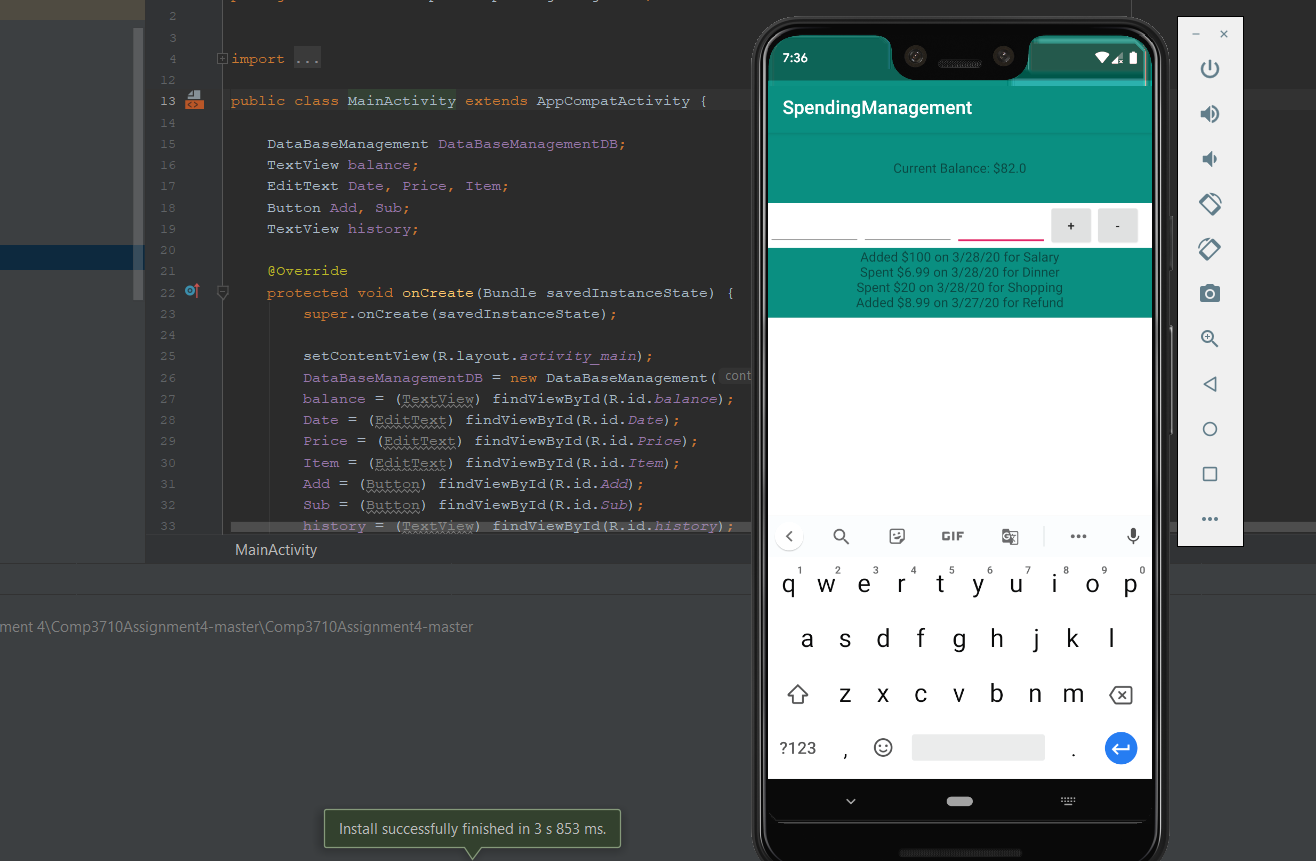 2
3
4 import ...
12
13 public class MainActivity extends AppCompatActivity {
14
15 DataBaseManagement DataBaseManagementDB;
16 TextView balance;
17 EditText Date, Price, Item;
18 Button Add, Sub;
19 TextView history;
20
21 @Override
22 protected void onCreate(Bundle savedInstanceState) {
23 super.onCreate(savedInstanceState);
24
25 setContentView(R.layout.activity_main);
26 DataBaseManagementDB = new DataBaseManagement( cont
27 balance = (TextView) findViewById(R.id.balance);
28 Date = (EditText) findViewById(R.id.Date);
29 Price = (EditText) findViewById(R.id.Price);
30 Item = (EditText) findViewById(R.id.Item);
31 Add = (Button) findViewById(R.id.Add);
32 Sub = (Button) findViewById(R.id.Sub);
33 history = (TextView) findViewById(R.id.history);
MainActivity
ment 4\Comp3710Assignment4-master\Comp3710Assignment4-master
Install successfully finished in 3 s 853 ms.
7:36
SpendingManagement
Current Balance: $82.0
+ -
Added $100 on 3/28/20 for Salary
Spent $6.99 on 3/28/20 for Dinner
Spent $20 on 3/28/20 for Shopping
Added $8.99 on 3/27/20 for Refund
GIF
1 2 3 4 5 6 7 8 9 0
q w e r t y u i o p
a s d f g h j k l
z x c v b n m
?123 , .